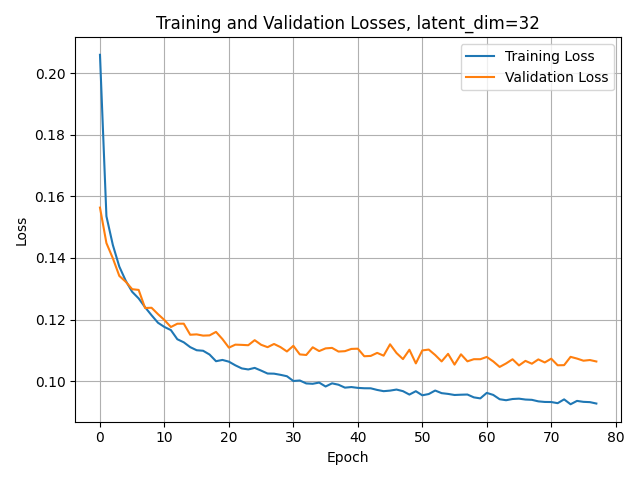 Training and Validation Losses, latent_dim=32
Training Loss
Validation Loss
0.20
0.18
0.16
0.14
0.12
0.10
Loss
0 10 20 30 40 50 60 70 80
Epoch